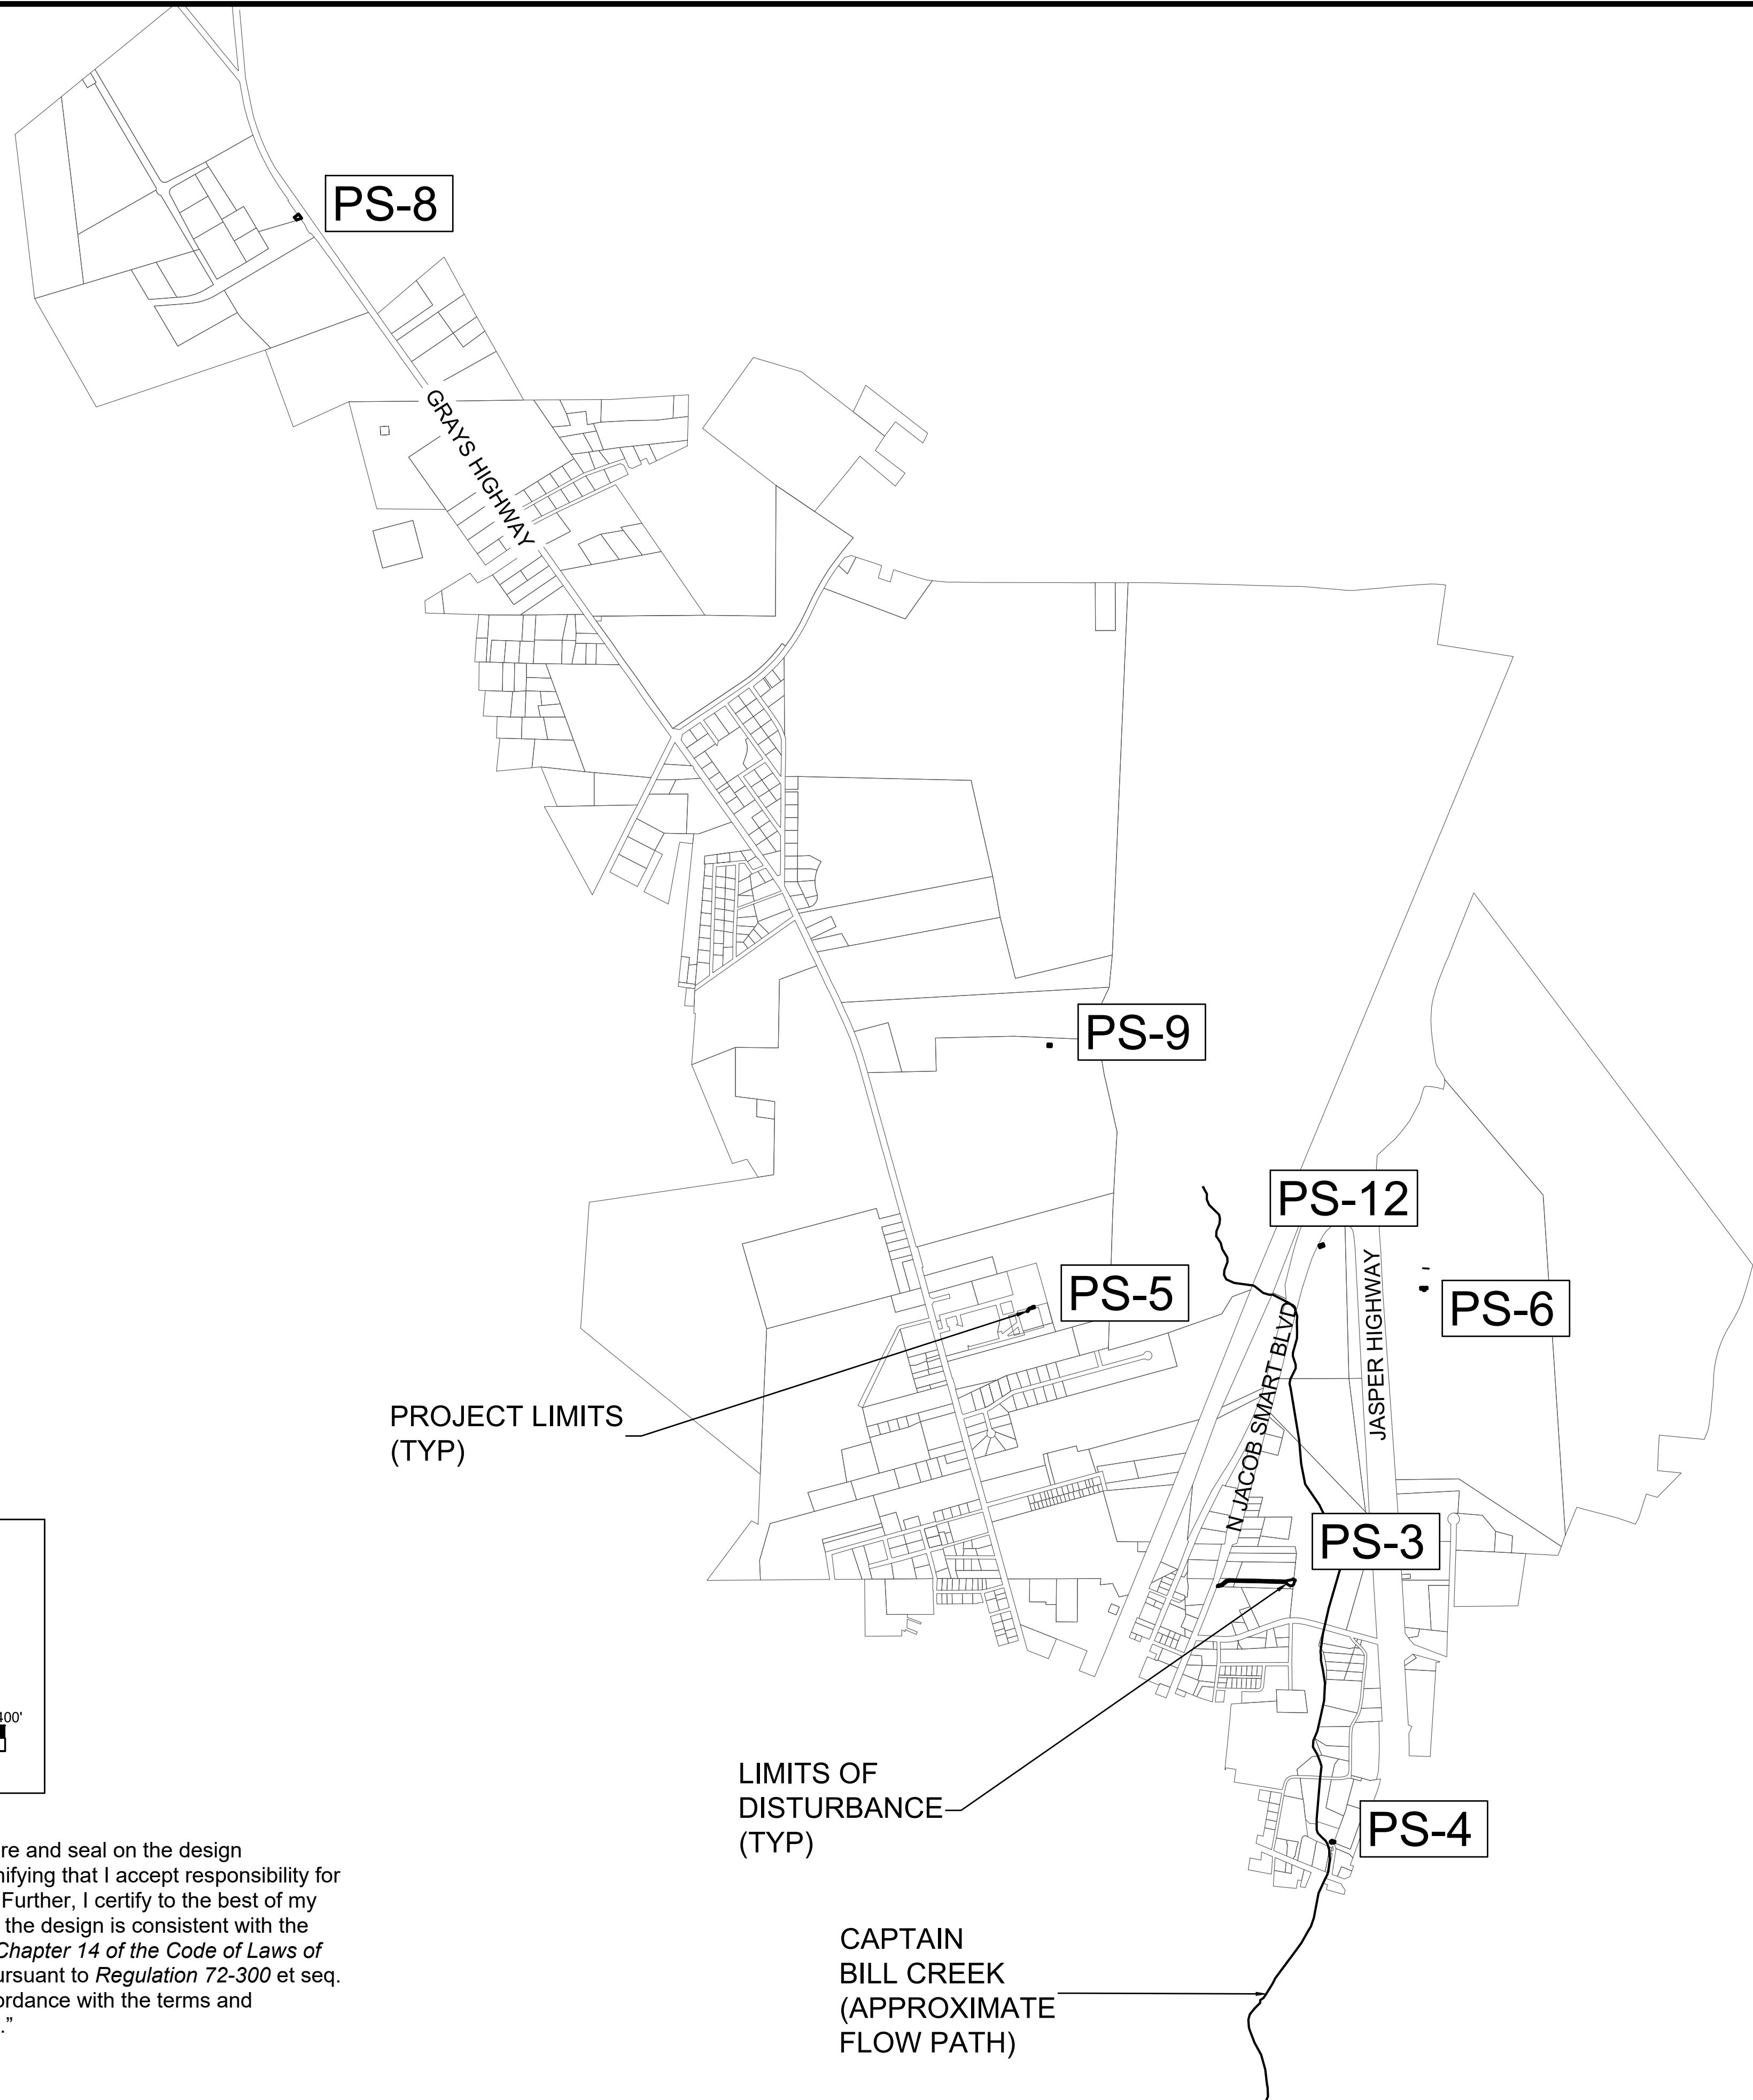 PS-8
GRAYS HIGHWAY
PS-9
PS-12
PS-5
PS-6
JASPER HIGHWAY
N JACOB SMART BLVD
PROJECT LIMITS
(TYP)
PS-3
LIMITS OF
DISTURBANCE
(TYP)
PS-4
CAPTAIN
BILL CREEK
(APPROXIMATE
FLOW PATH)
400'
re and seal on the design
nifying that I accept responsibility for
Further, I certify to the best of my
the design is consistent with the
Chapter 14 of the Code of Laws of
ursuant to Regulation 72-300 et seq.
ordance with the terms and
.”